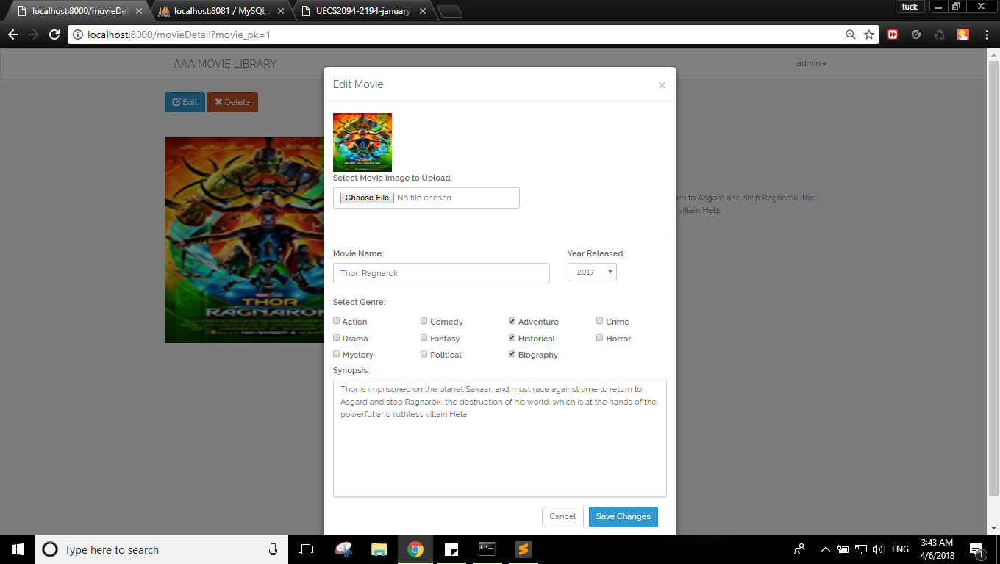 localhost:8000/movieDet
localhost:8081 / MySQL /
UECS2094-2194-january_
tuck
localhost:8000/movieDetail?movie_pk=1
AAA MOVIE LIBRARY
admin
Edit
Delete
Edit Movie
×
THOR
RAGNAROK
Select Movie Image to Upload:
Choose File No file chosen
THOR
RAGNAROK
NOVEMBER 3
urn to Asgard and stop Ragnarök, the
villain Hela.
Movie Name:
Year Released:
Thor: Ragnarok
2017
Select Genre:
Action
Comedy
Adventure
Crime
Drama
Fantasy
Historical
Horror
Mystery
Political
Biography
Synopsis:
Thor is imprisoned on the planet Sakaar, and must race against time to return to
Asgard and stop Ragnarök, the destruction of his world, which is at the hands of the
powerful and ruthless villain Hela.
Cancel
Save Changes
Type here to search
ENG
3:43 AM
4/6/2018
1